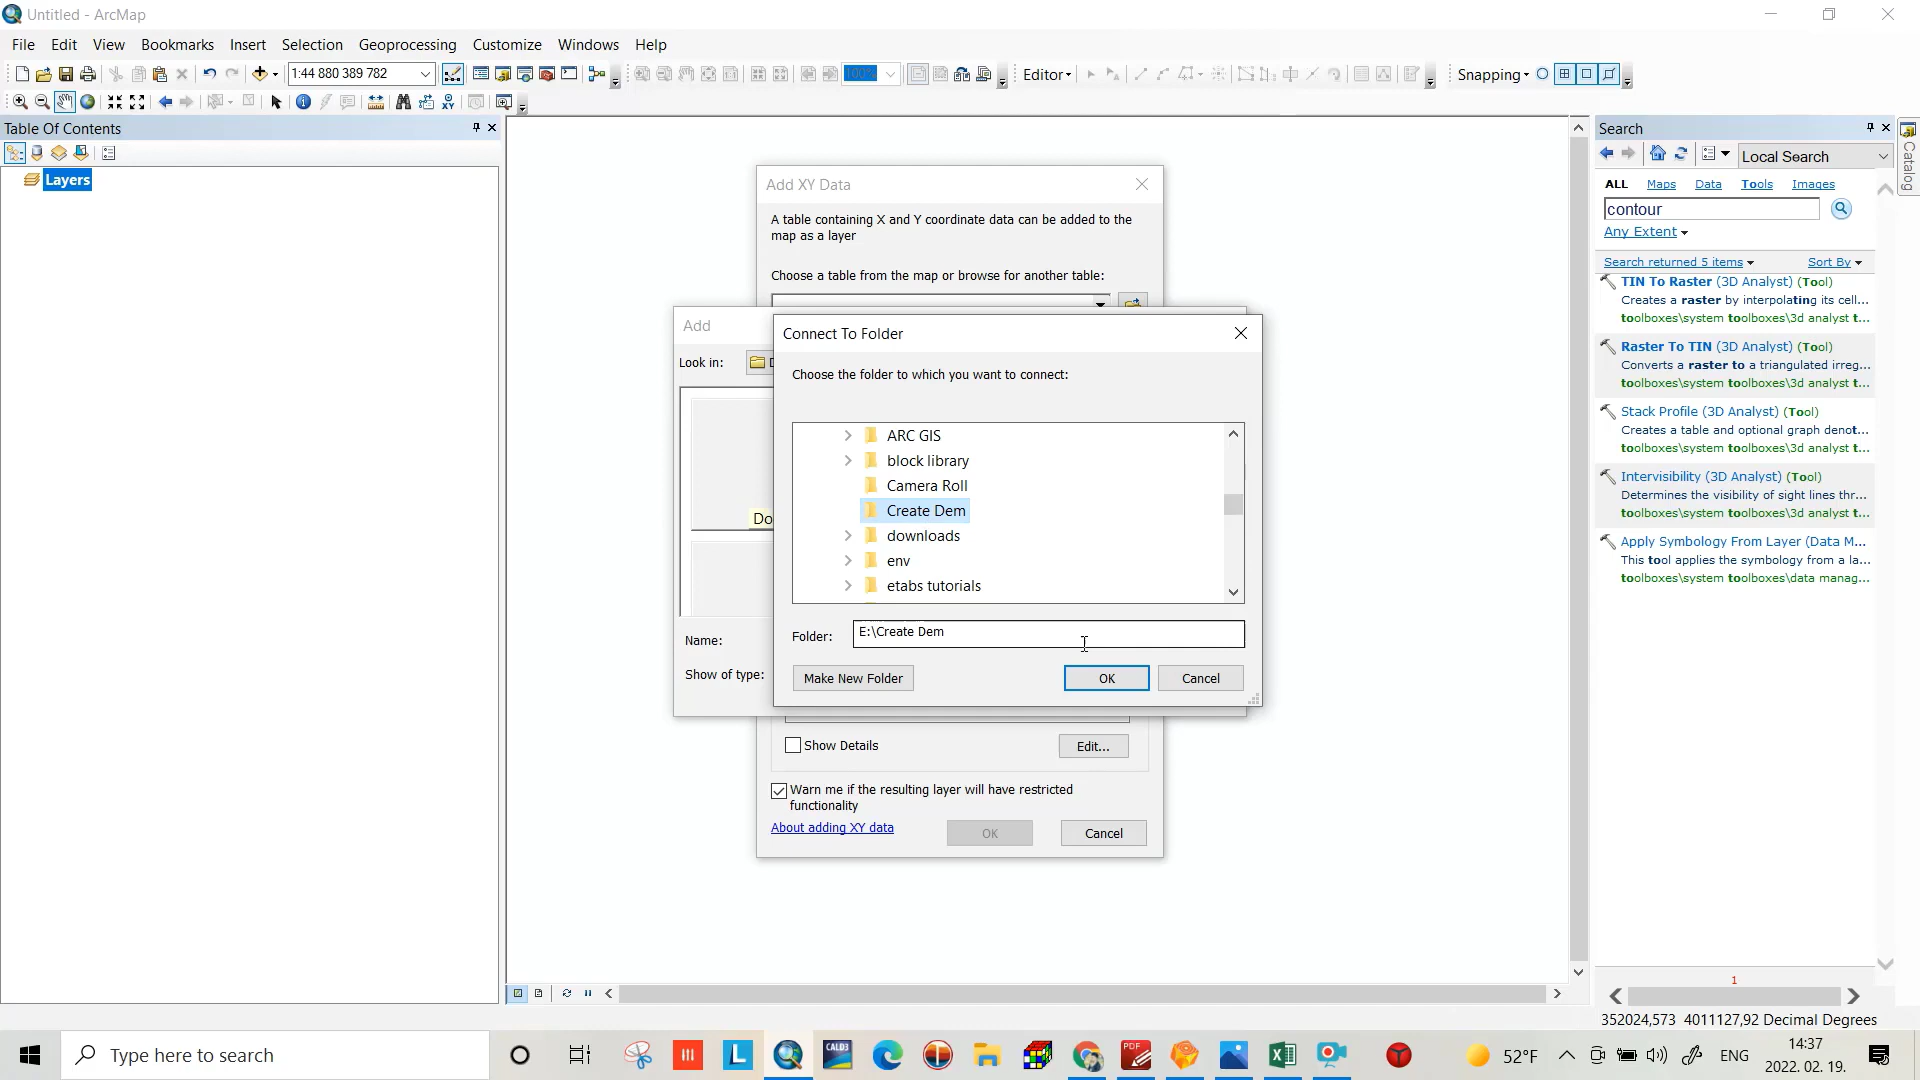 Untitled - ArcMap
File Edit View Bookmarks Insert Selection Geoprocessing Customize Windows Help
1:44 880 389 782
100%
Editor
Snapping
Table Of Contents
Layers
Add XY Data
A table containing X and Y coordinate data can be added to the
map as a layer
Choose a table from the map or browse for another table:
Add
Look in:
Do
Name:
Show of type:
Connect To Folder
Choose the folder to which you want to connect:
ARC GIS
block library
Camera Roll
Create Dem
downloads
env
etabs tutorials
Folder: E:\Create Dem
Make New Folder OK Cancel
Show Details Edit...
Warn me if the resulting layer will have restricted
functionality
About adding XY data OK Cancel
Search
Local Search
ALL Maps Data Tools Images
contour
Any Extent
Search returned 5 items Sort By
TIN To Raster (3D Analyst) (Tool)
Creates a raster by interpolating its cell...
toolboxes\system toolboxes\3d analyst t...
Raster To TIN (3D Analyst) (Tool)
Converts a raster to a triangulated irreg...
toolboxes\system toolboxes\3d analyst t...
Stack Profile (3D Analyst) (Tool)
Creates a table and optional graph denot...
toolboxes\system toolboxes\3d analyst t...
Intervisibility (3D Analyst) (Tool)
Determines the visibility of sight lines thr...
toolboxes\system toolboxes\3d analyst t...
Apply Symbology From Layer (Data M...
This tool applies the symbology from a la...
toolboxes\system toolboxes\data manag...
1
Catalog
352024,573 4011127,92 Decimal Degrees
Type here to search
CALD3
PDF
52°F
ENG
14:37
2022. 02. 19.